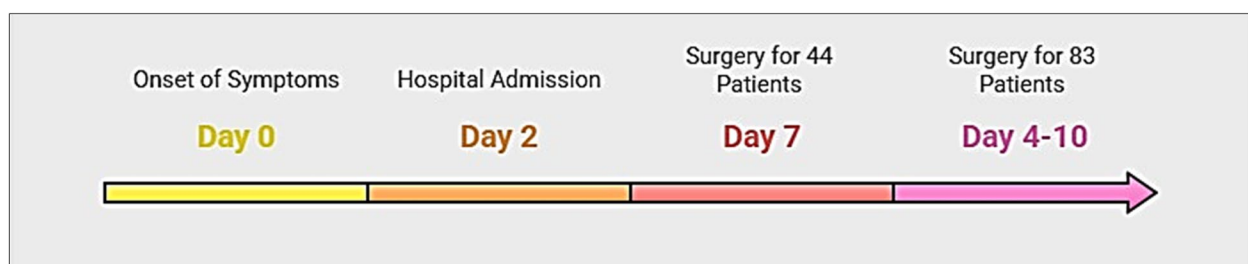 Onset of Symptoms
Day 0
Hospital Admission
Day 2
Surgery for 44
Patients
Day 7
Surgery for 83
Patients
Day 4-10